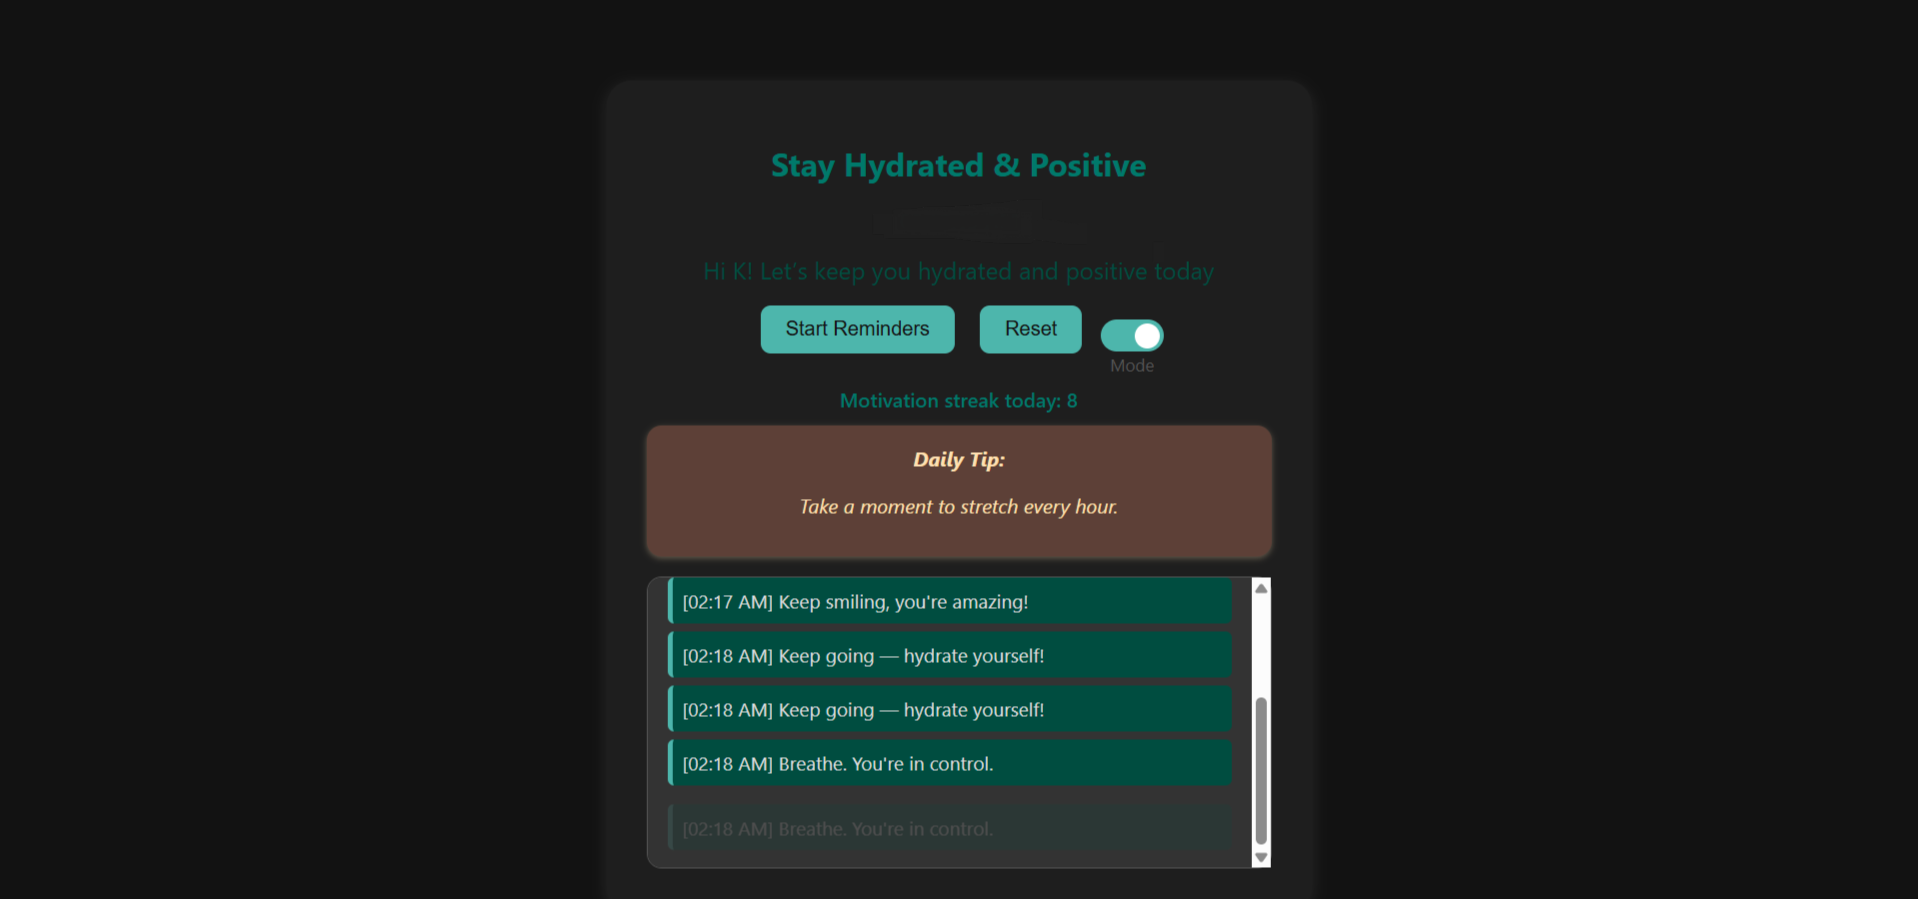 Stay Hydrated & Positive
Hi K! Let's keep you hydrated and positive today
Start Reminders
Reset
Mode
Motivation streak today: 8
Daily Tip:
Take a moment to stretch every hour.
[02:17 AM] Keep smiling, you're amazing!
[02:18 AM] Keep going — hydrate yourself!
[02:18 AM] Keep going — hydrate yourself!
[02:18 AM] Breathe. You're in control.
[02:18 AM] Breathe. You're in control.